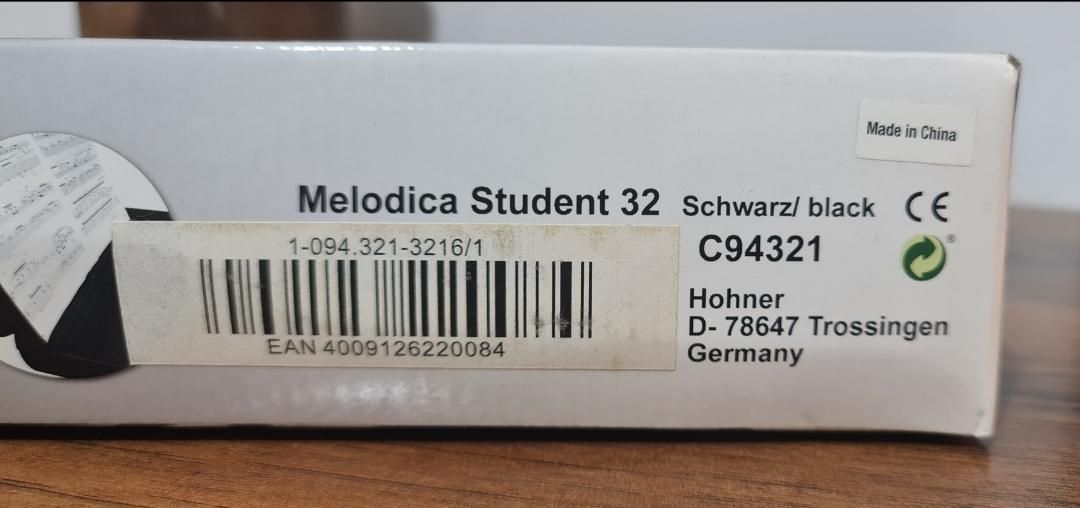 Made in China
Melodica Student 32 Schwarz/ black CE
1-094.321-3216/1
C94321
EAN 4009126220084
Hohner
D- 78647 Trossingen
Germany